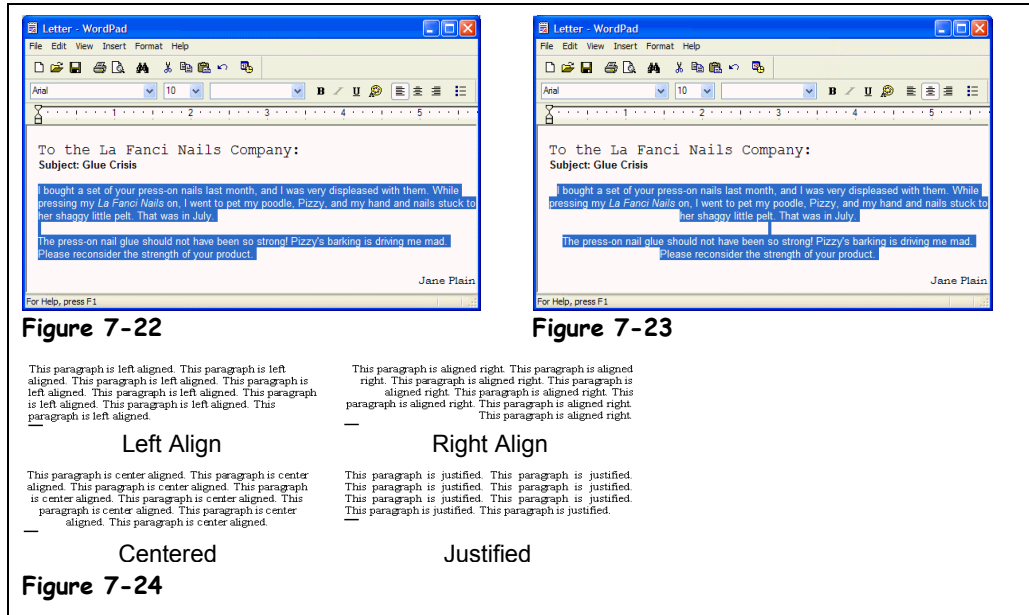 Letter - WordPad
File Edit View Insert Format Help
Arial 10 B / U
1 2 3 4 5
To the La Fanci Nails Company:
Subject: Glue Crisis
I bought a set of your press-on nails last month, and I was very displeased with them. While
pressing my La Fanci Nails on, I went to pet my poodle, Pizzy, and my hand and nails stuck to
her shaggy little pelt. That was in July.
The press-on nail glue should not have been so strong! Pizzy's barking is driving me mad.
Please reconsider the strength of your product.
Jane Plain
For Help, press F1
Figure 7-22
Letter - WordPad
File Edit View Insert Format Help
Arial 10 B / U
1 2 3 4 5
To the La Fanci Nails Company:
Subject: Glue Crisis
I bought a set of your press-on nails last month, and I was very displeased with them. While
pressing my La Fanci Nails on, I went to pet my poodle, Pizzy, and my hand and nails stuck to
her shaggy little pelt. That was in July.
The press-on nail glue should not have been so strong! Pizzy's barking is driving me mad.
Please reconsider the strength of your product.
Jane Plain
For Help, press F1
Figure 7-23
This paragraph is left aligned. This paragraph is left
aligned. This paragraph is left aligned. This paragraph is
left aligned. This paragraph is left aligned. This paragraph
is left aligned. This paragraph is left aligned. This
paragraph is left aligned.
Left Align
This paragraph is aligned right. This paragraph is aligned
right. This paragraph is aligned right. This paragraph is
aligned right. This paragraph is aligned right. This
paragraph is aligned right. This paragraph is aligned right.
This paragraph is aligned right.
Right Align
This paragraph is center aligned. This paragraph is center
aligned. This paragraph is center aligned. This paragraph
is center aligned. This paragraph is center aligned. This
paragraph is center aligned. This paragraph is center
aligned. This paragraph is center aligned.
Centered
This paragraph is justified. This paragraph is justified.
This paragraph is justified. This paragraph is justified.
This paragraph is justified. This paragraph is justified.
This paragraph is justified. This paragraph is justified.
Justified
Figure 7-24